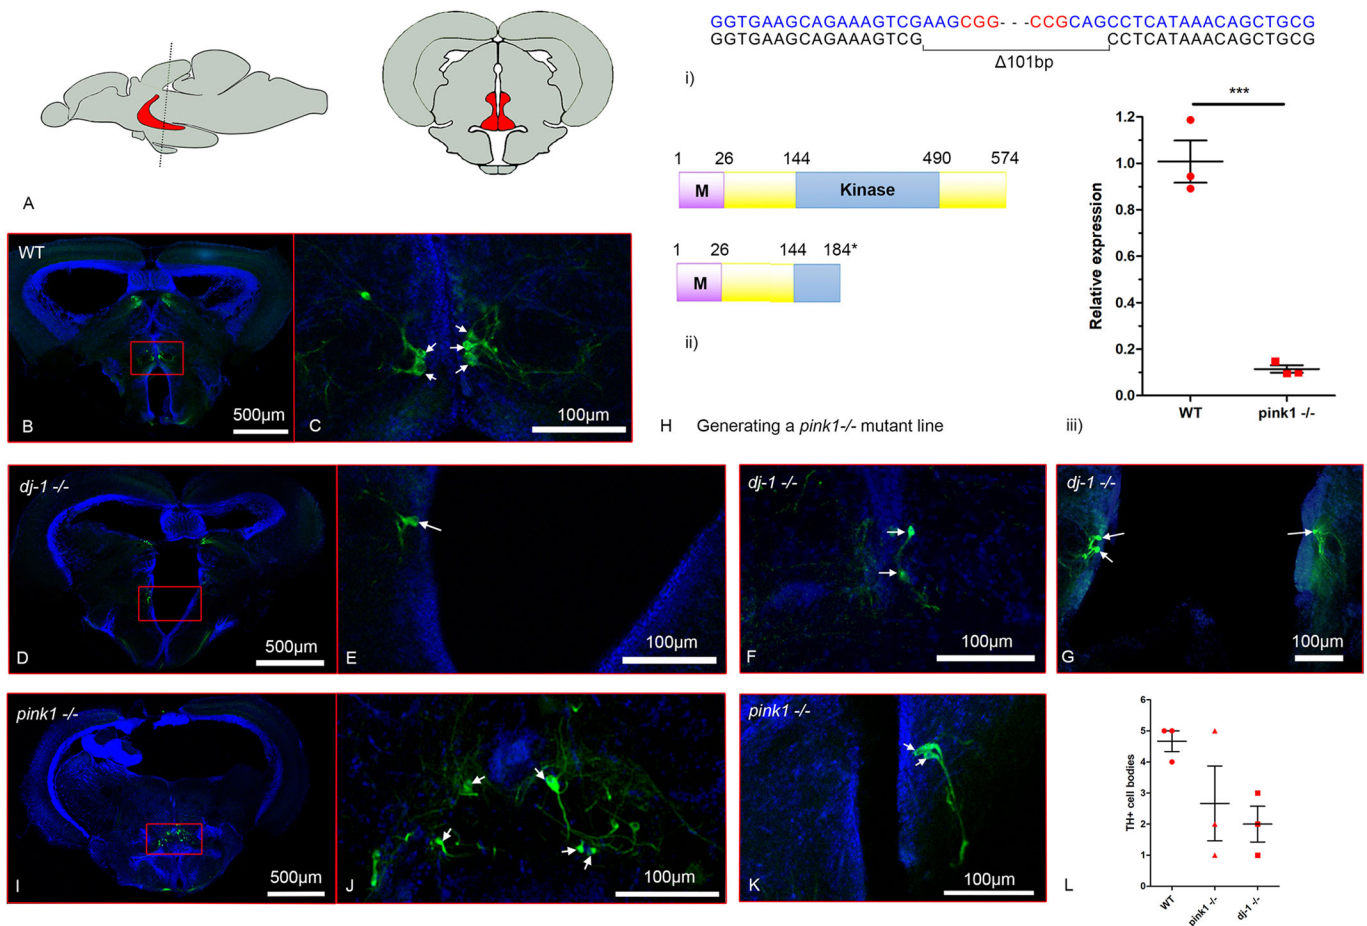 GGTGAAGCAGAAAGTCGAAGCGG- - -CCGCAGCCTCATAAACAGCTGCG
GGTGAAGCAGAAAGTCG CCTCATAAACAGCTGCG
Δ101bp
i)
A
1 26 144 490 574
M Kinase
1 26 144 184*
M
ii)
***
Relative expression
1.2
1.0
0.8
0.6
0.4
0.2
0.0
WT pink1 -/-
iii)
H Generating a pink1-/- mutant line
WT
B 500µm
C 100µm
dj-1 -/-
D 500µm
E 100µm
dj-1 -/-
F 100µm
dj-1 -/-
G 100µm
pink1 -/-
I 500µm
J 100µm
pink1 -/-
K 100µm
L
TH+ cell bodies
6
5
4
3
2
1
0
WT pink1 -/- dj-1 -/-